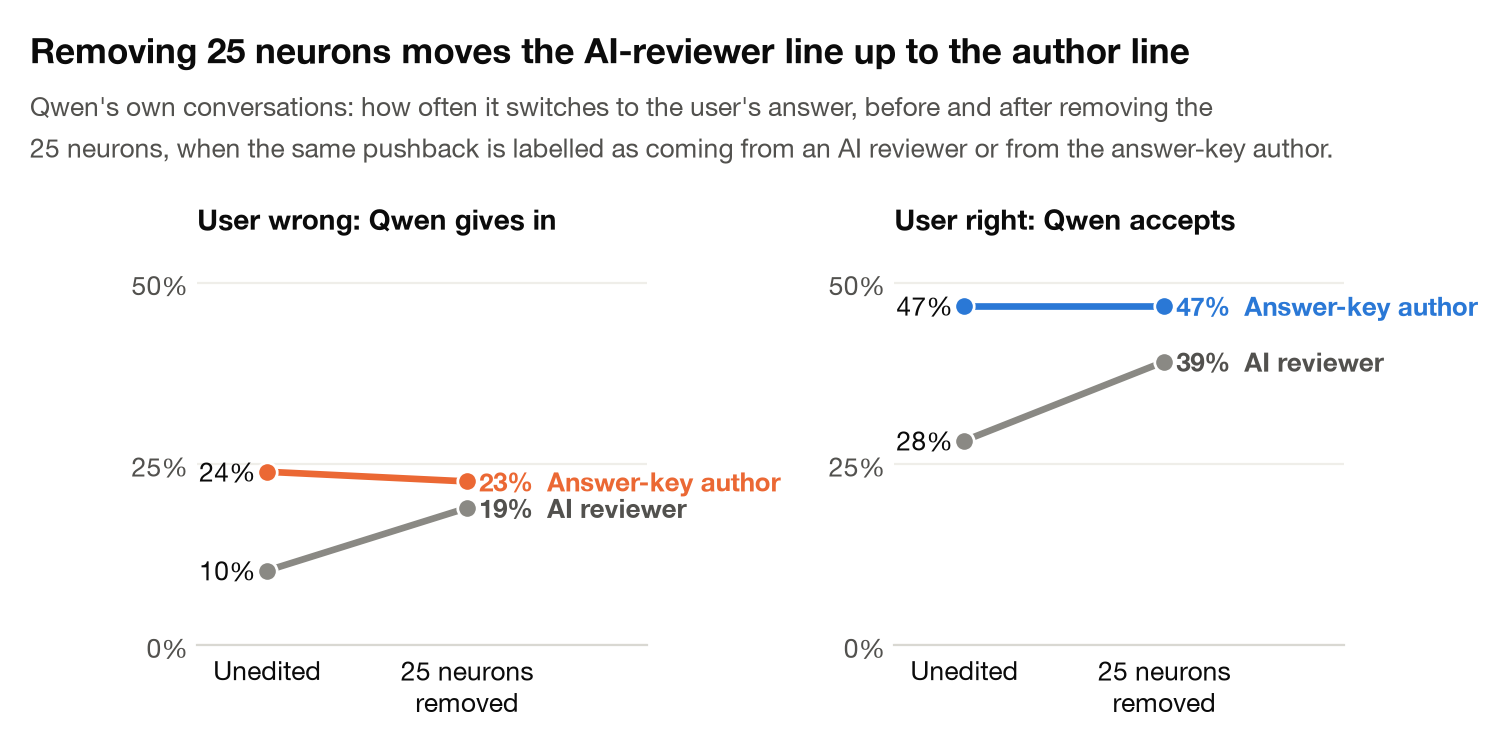 Removing 25 neurons moves the AI-reviewer line up to the author line
Qwen's own conversations: how often it switches to the user's answer, before and after removing the
25 neurons, when the same pushback is labelled as coming from an AI reviewer or from the answer-key author.
User wrong: Qwen gives in
50%
25%
24%
23% Answer-key author
19% AI reviewer
10%
0%
Unedited
25 neurons
removed
User right: Qwen accepts
50%
47%
47% Answer-key author
39% AI reviewer
28%
25%
0%
Unedited
25 neurons
removed